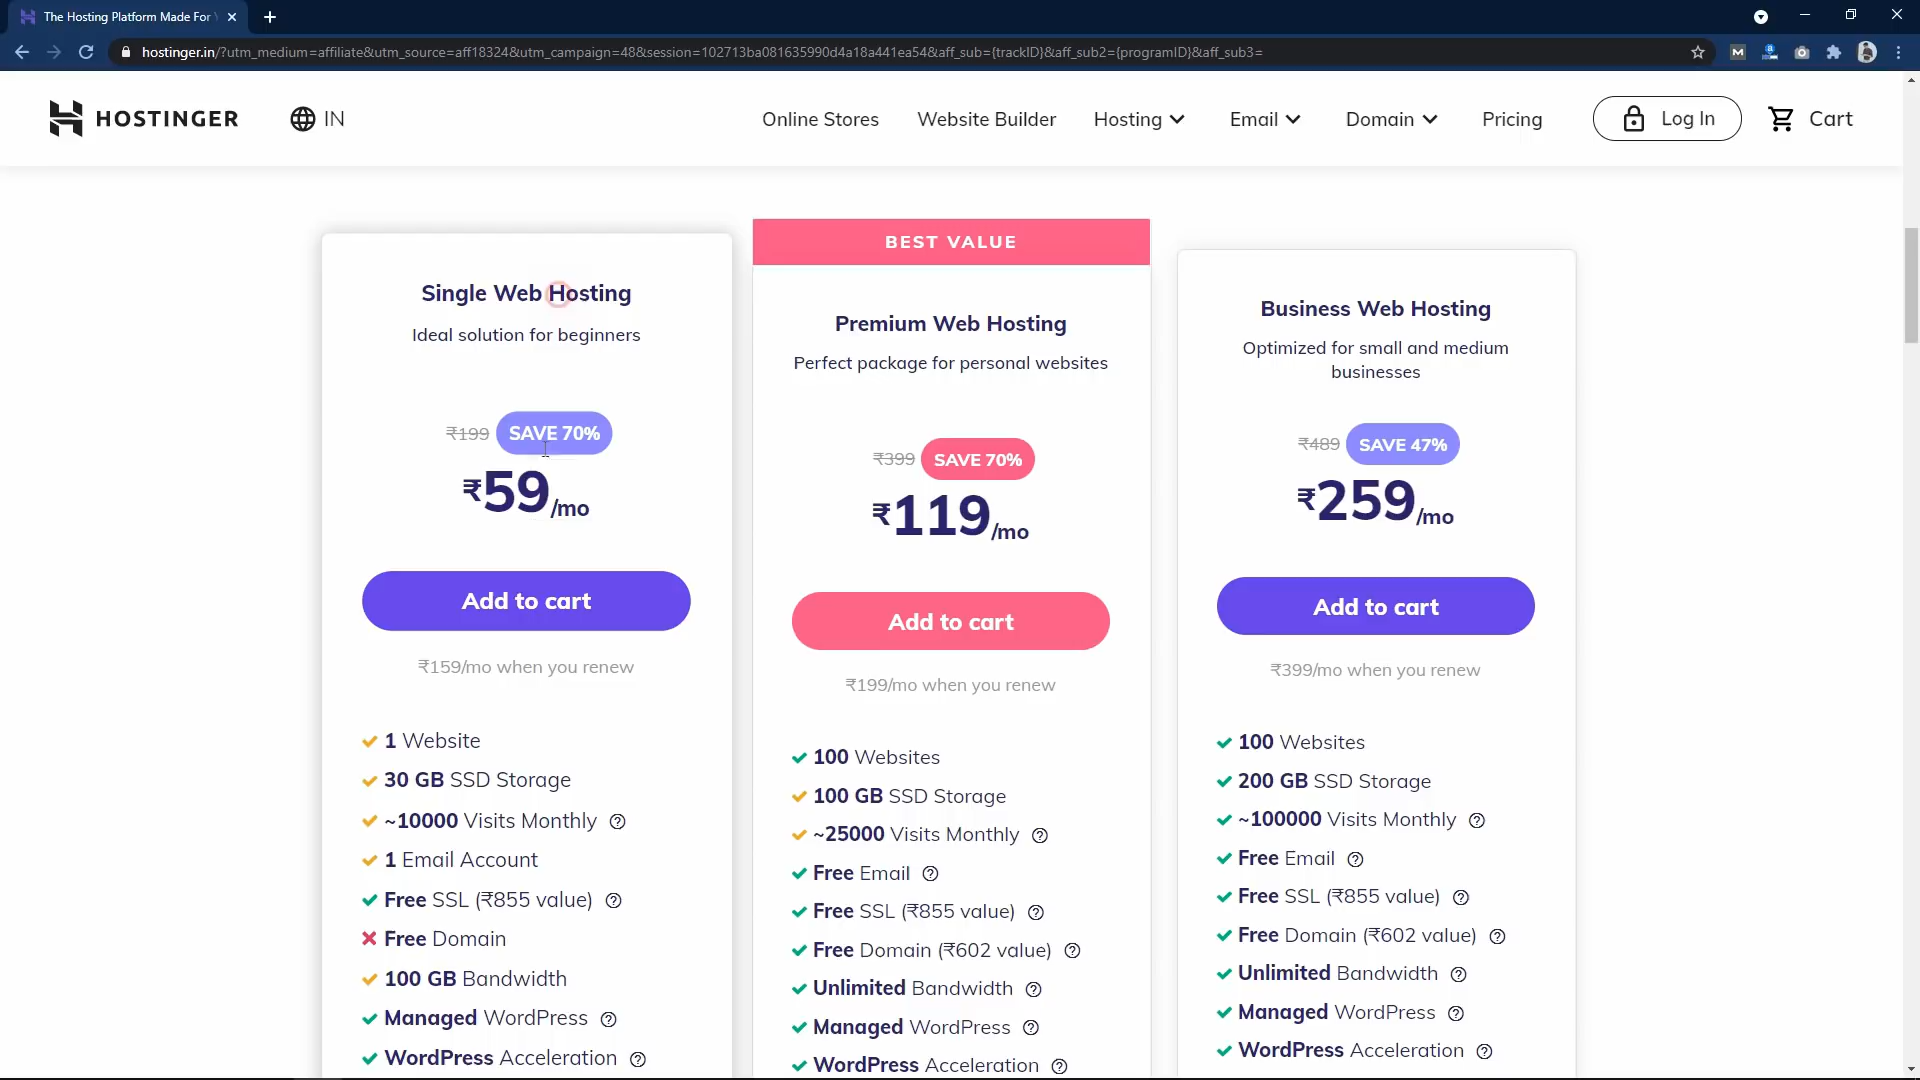 The Hosting Platform Made For
hostinger.in/?utm_medium=affiliate&utm_source=aff18324&utm_campaign=48&session=102713ba081635990d4a18a441ea54&aff_sub={trackID}&aff_sub2={programID}&aff_sub3=
HOSTINGER
IN
Online Stores
Website Builder
Hosting
Email
Domain
Pricing
Log In
Cart
Single Web Hosting
Ideal solution for beginners
₹199 SAVE 70%
₹59/mo
Add to cart
₹159/mo when you renew
1 Website
30 GB SSD Storage
~10000 Visits Monthly
1 Email Account
Free SSL (₹855 value)
Free Domain
100 GB Bandwidth
Managed WordPress
WordPress Acceleration
BEST VALUE
Premium Web Hosting
Perfect package for personal websites
₹399 SAVE 70%
₹119/mo
Add to cart
₹199/mo when you renew
100 Websites
100 GB SSD Storage
~25000 Visits Monthly
Free Email
Free SSL (₹855 value)
Free Domain (₹602 value)
Unlimited Bandwidth
Managed WordPress
WordPress Acceleration
Business Web Hosting
Optimized for small and medium
businesses
₹489 SAVE 47%
₹259/mo
Add to cart
₹399/mo when you renew
100 Websites
200 GB SSD Storage
~100000 Visits Monthly
Free Email
Free SSL (₹855 value)
Free Domain (₹602 value)
Unlimited Bandwidth
Managed WordPress
WordPress Acceleration